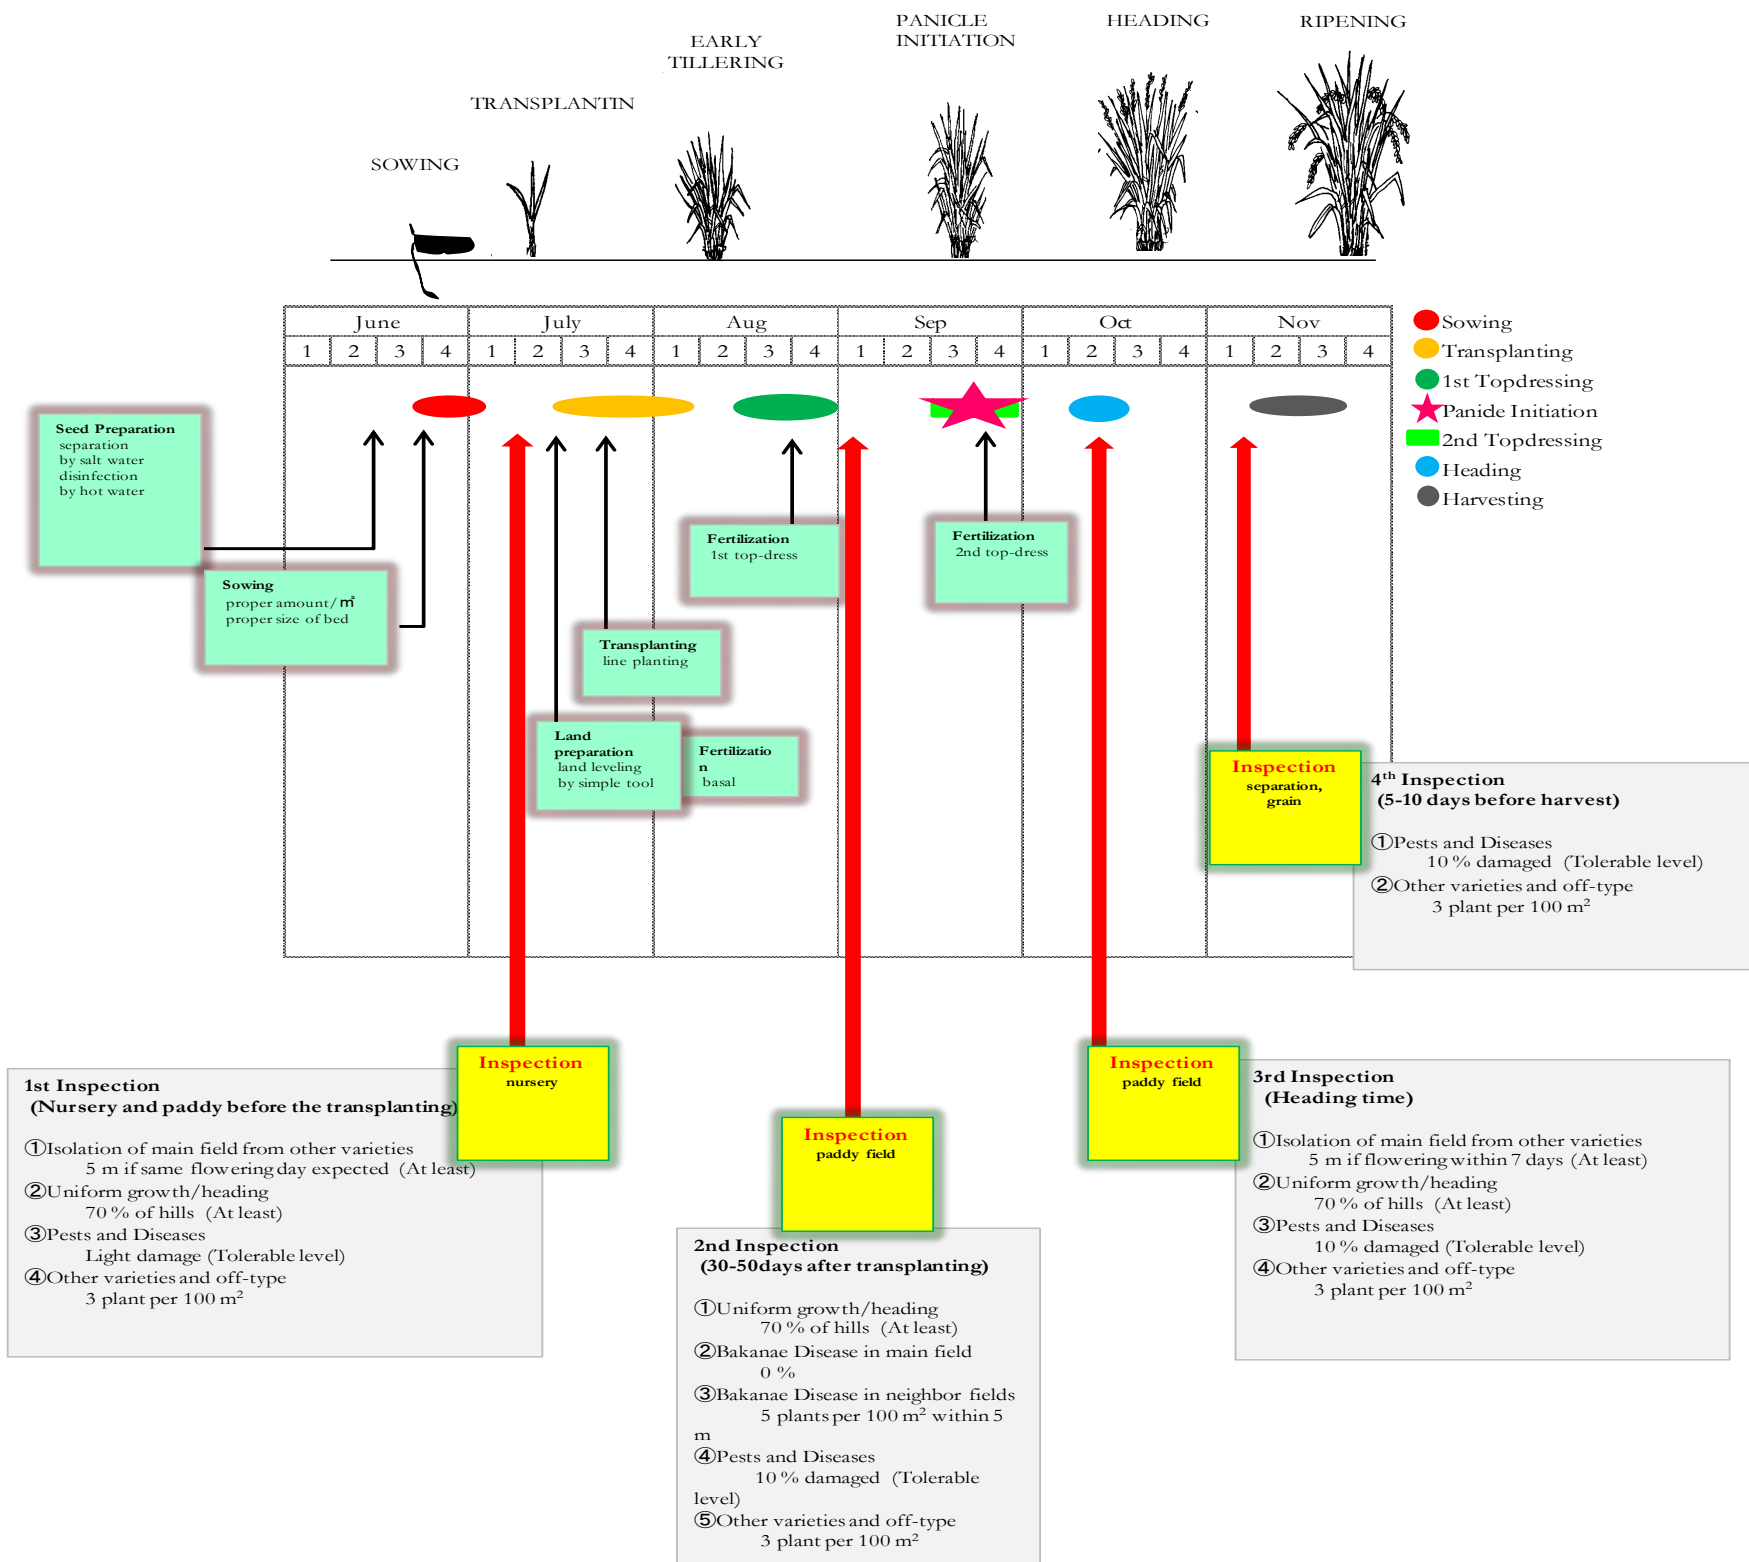 PANICLE
INITIATION
HEADING
RIPENING
EARLY
TILLERING
TRANSPLANTIN
SOWING
June July Aug Sep Oct Nov
1 2 3 4 1 2 3 4 1 2 3 4 1 2 3 4 1 2 3 4 1 2 3 4
Sowing
Transplanting
1st Topdressing
Panicle Initiation
2nd Topdressing
Heading
Harvesting
Seed Preparation
separation
by salt water
disinfection
by hot water
Sowing
proper amount/㎡
proper size of bed
Fertilization
1st top-dress
Fertilization
2nd top-dress
Transplanting
line planting
Land
preparation
land leveling
by simple tool
Fertilizatio
n
basal
Inspection
separation,
grain
4th Inspection
(5-10 days before harvest)
①Pests and Diseases
10 % damaged (Tolerable level)
②Other varieties and off-type
3 plant per 100 m²
Inspection
nursery
1st Inspection
(Nursery and paddy before the transplanting)
①Isolation of main field from other varieties
5 m if same flowering day expected (At least)
②Uniform growth/heading
70 % of hills (At least)
③Pests and Diseases
Light damage (Tolerable level)
④Other varieties and off-type
3 plant per 100 m²
Inspection
paddy field
2nd Inspection
(30-50days after transplanting)
①Uniform growth/heading
70 % of hills (At least)
②Bakanae Disease in main field
0 %
③Bakanae Disease in neighbor fields
5 plants per 100 m² within 5
m
④Pests and Diseases
10 % damaged (Tolerable
level)
⑤Other varieties and off-type
3 plant per 100 m²
Inspection
paddy field
3rd Inspection
(Heading time)
①Isolation of main field from other varieties
5 m if flowering within 7 days (At least)
②Uniform growth/heading
70 % of hills (At least)
③Pests and Diseases
10 % damaged (Tolerable level)
④Other varieties and off-type
3 plant per 100 m²